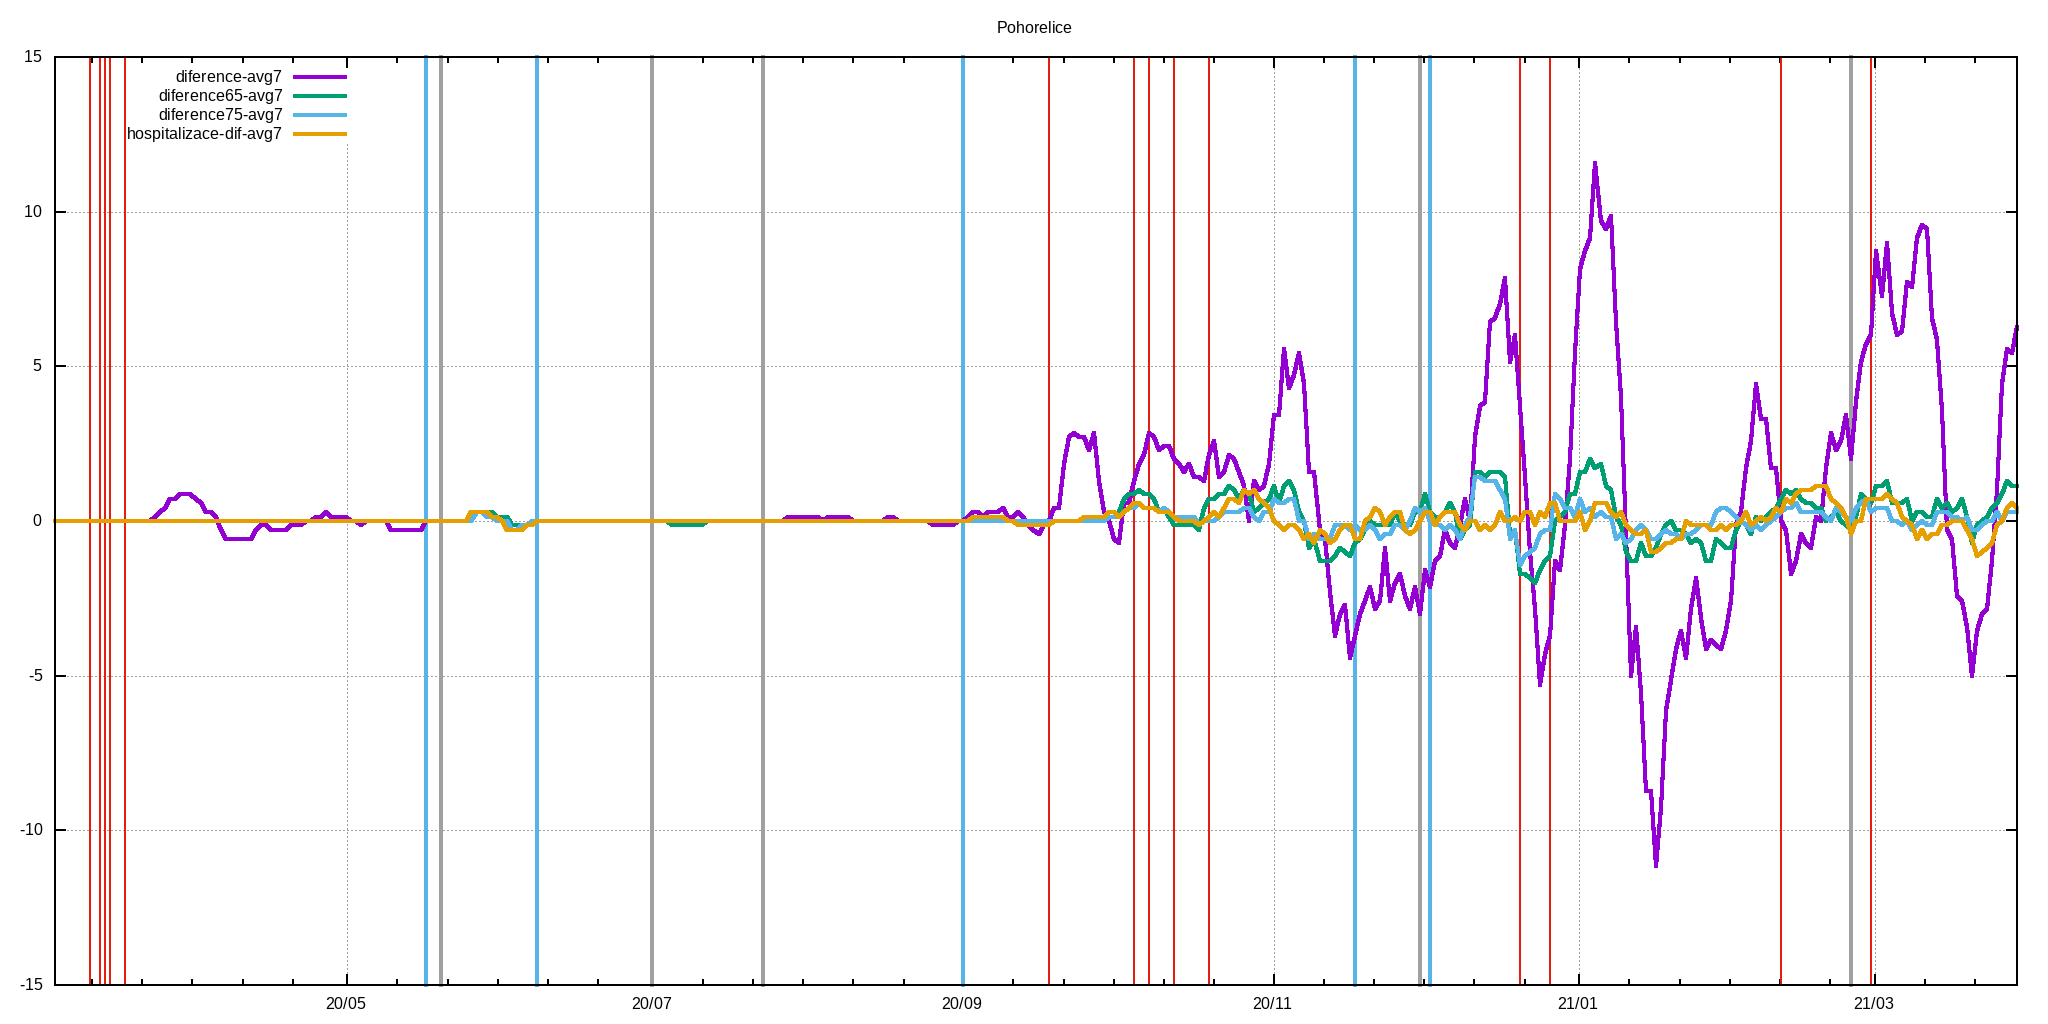 Pohorelice
15
10
5
0
-5
-10
-15
diference-avg7
diference65-avg7
diference75-avg7
hospitalizace-dif-avg7
20/05
20/07
20/09
20/11
21/01
21/03